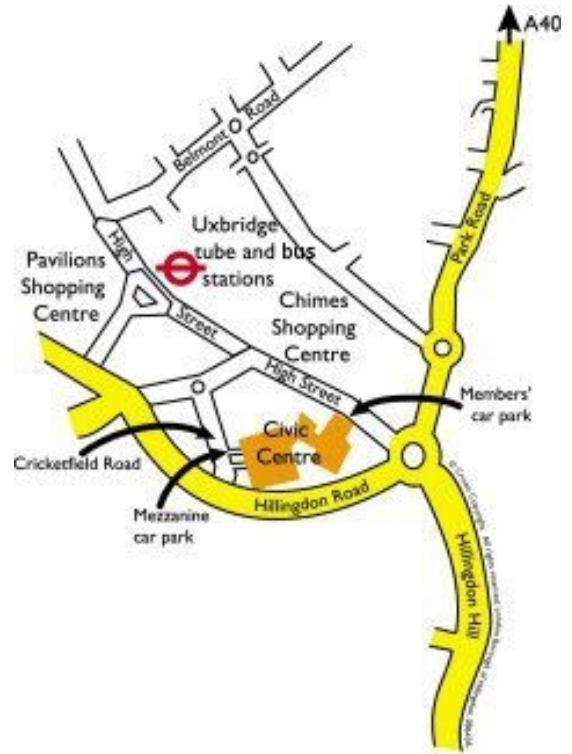 A40
Belmont Road
Park Road
High
Street
Uxbridge
tube and bus
stations
Pavilions
Shopping
Centre
Chimes
Shopping
Centre
High Street
Members'
car park
Civic
Centre
Cricketfield Road
Mezzanine
car park
Hillingdon Road
Hillingdon Hill